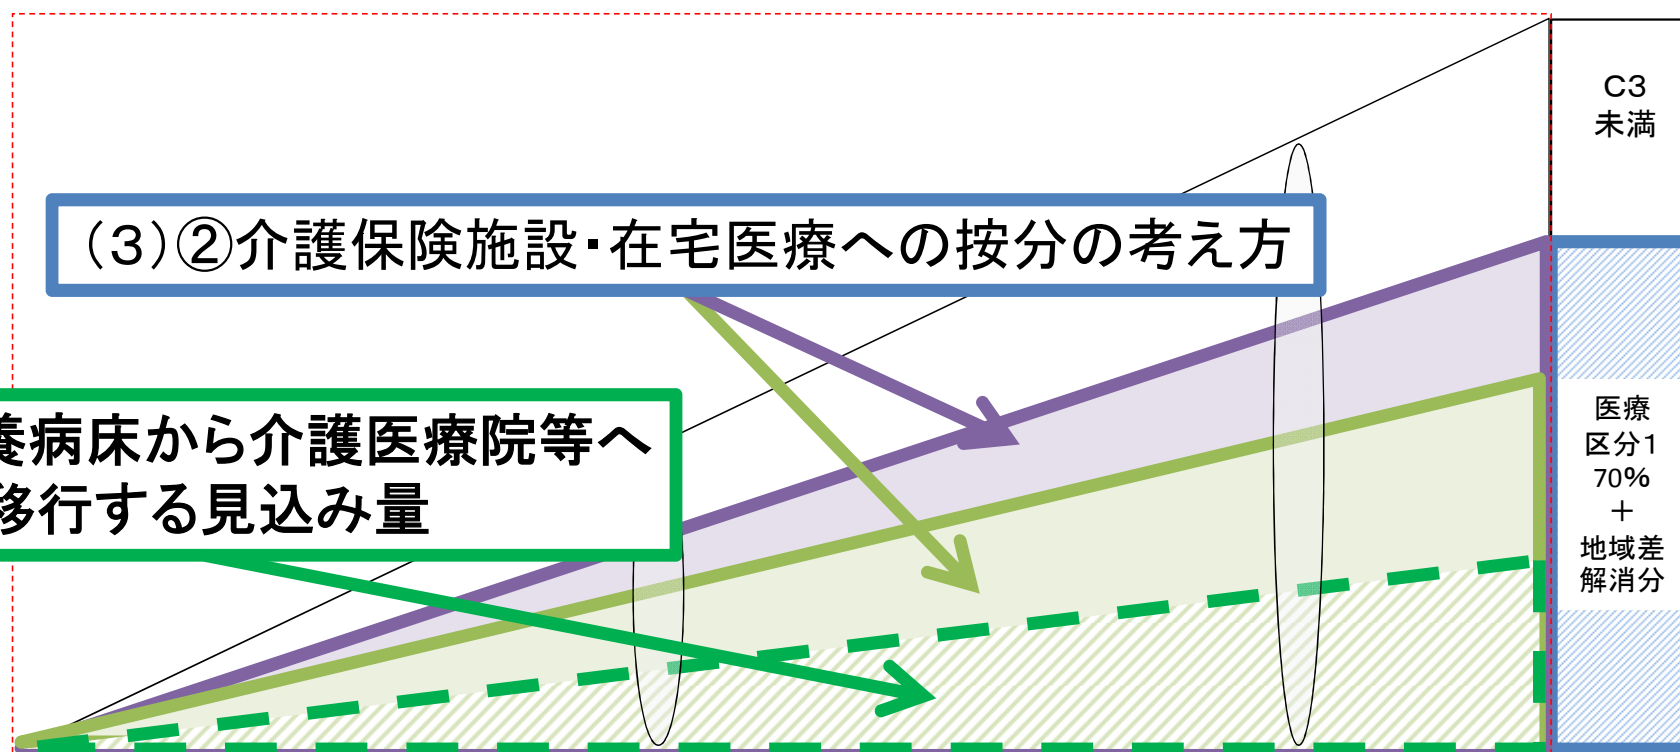 C3
未満
(3)②介護保険施設・在宅医療への按分の考え方
養病床から介護医療院等へ
移行する見込み量
医療
区分1
70%
+
地域差
解消分